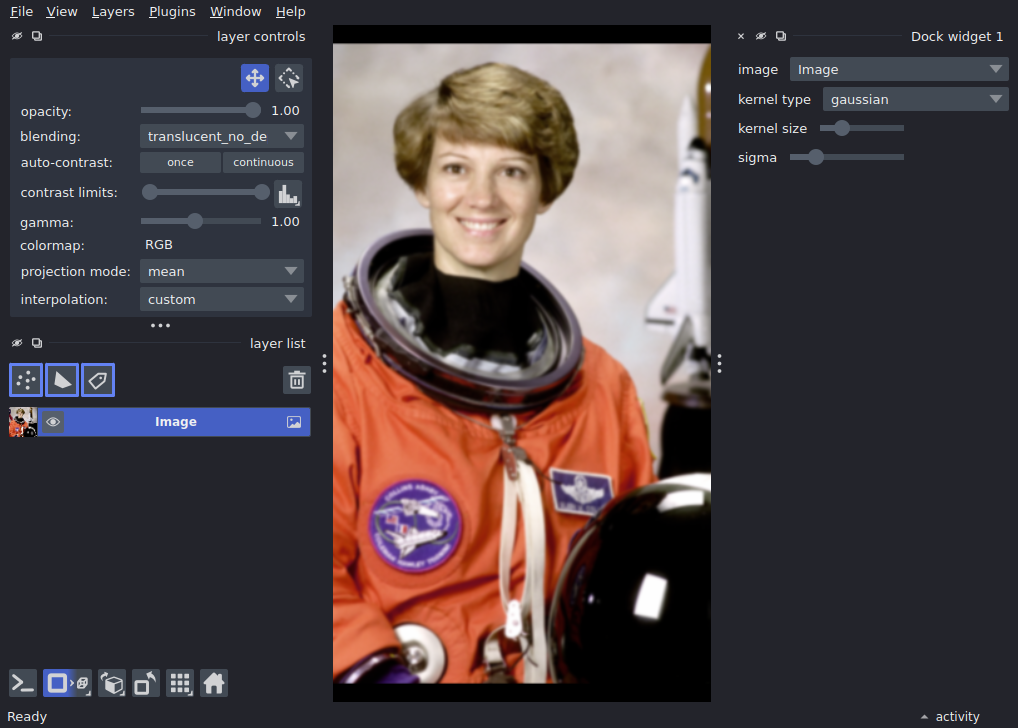 File View Layers Plugins Window Help
layer controls
opacity: 1.00
blending: translucent_no_de
auto-contrast: once continuous
contrast limits:
gamma: 1.00
colormap: RGB
projection mode: mean
interpolation: custom
layer list
Image
Ready
Dock widget 1
image Image
kernel type gaussian
kernel size
sigma
activity